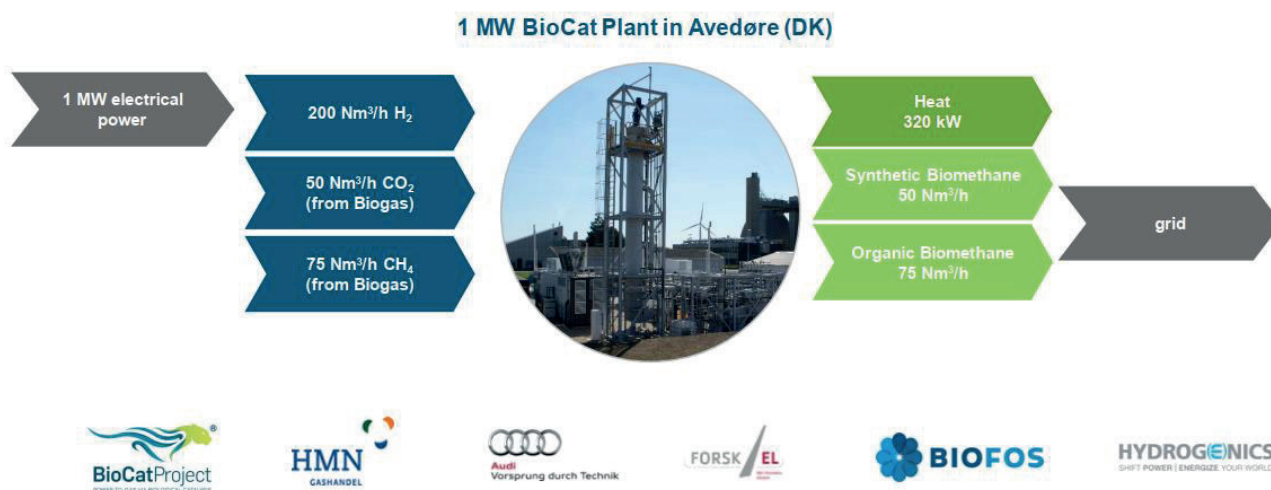 1 MW BioCat Plant in Avedøre (DK)
1 MW electrical
power
200 Nm³/h H₂
50 Nm³/h CO₂
(from Biogas)
75 Nm³/h CH₄
(from Biogas)
Heat
320 kW
Synthetic Biomethane
50 Nm³/h
Organic Biomethane
75 Nm³/h
grid
BioCatProject
HMN
GASHANDEL
Audi
Vorsprung durch Technik
FORSK EL
BIOFOS
HYDROGENICS
SHIFT POWER | ENERGIZE YOUR WORLD